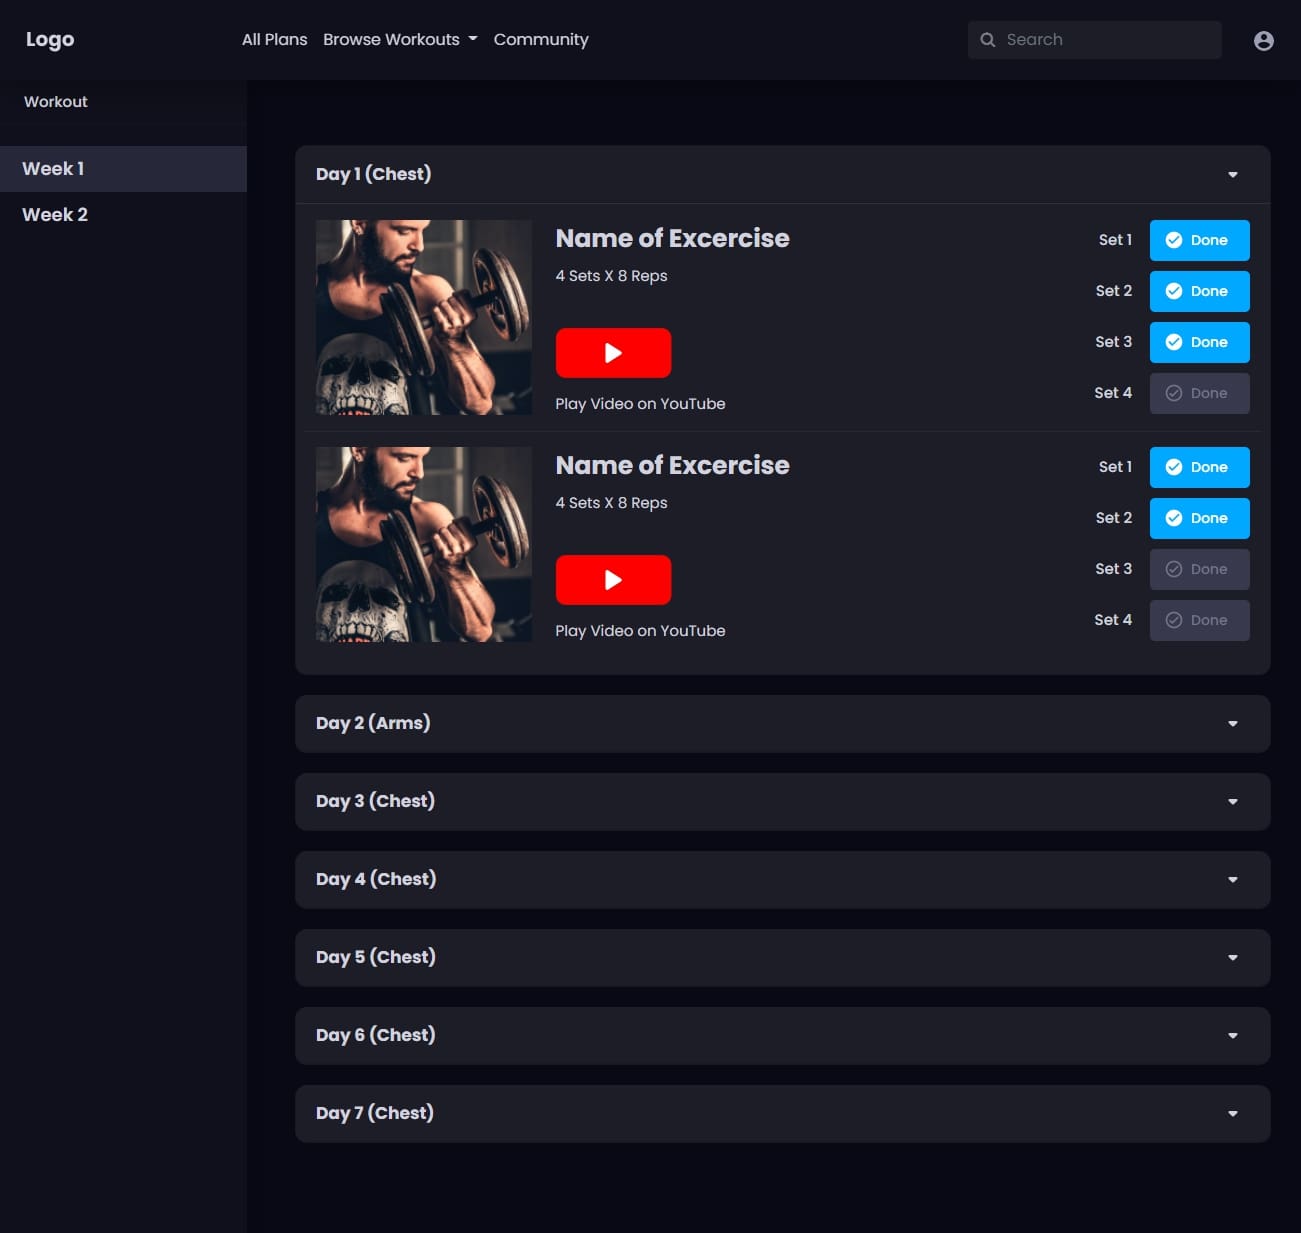 Logo
All Plans Browse Workouts Community
Search
Workout
Week 1
Week 2
Day 1 (Chest)
Name of Excercise
4 Sets X 8 Reps
Play Video on YouTube
Set 1 Done
Set 2 Done
Set 3 Done
Set 4 Done
Name of Excercise
4 Sets X 8 Reps
Play Video on YouTube
Set 1 Done
Set 2 Done
Set 3 Done
Set 4 Done
Day 2 (Arms)
Day 3 (Chest)
Day 4 (Chest)
Day 5 (Chest)
Day 6 (Chest)
Day 7 (Chest)